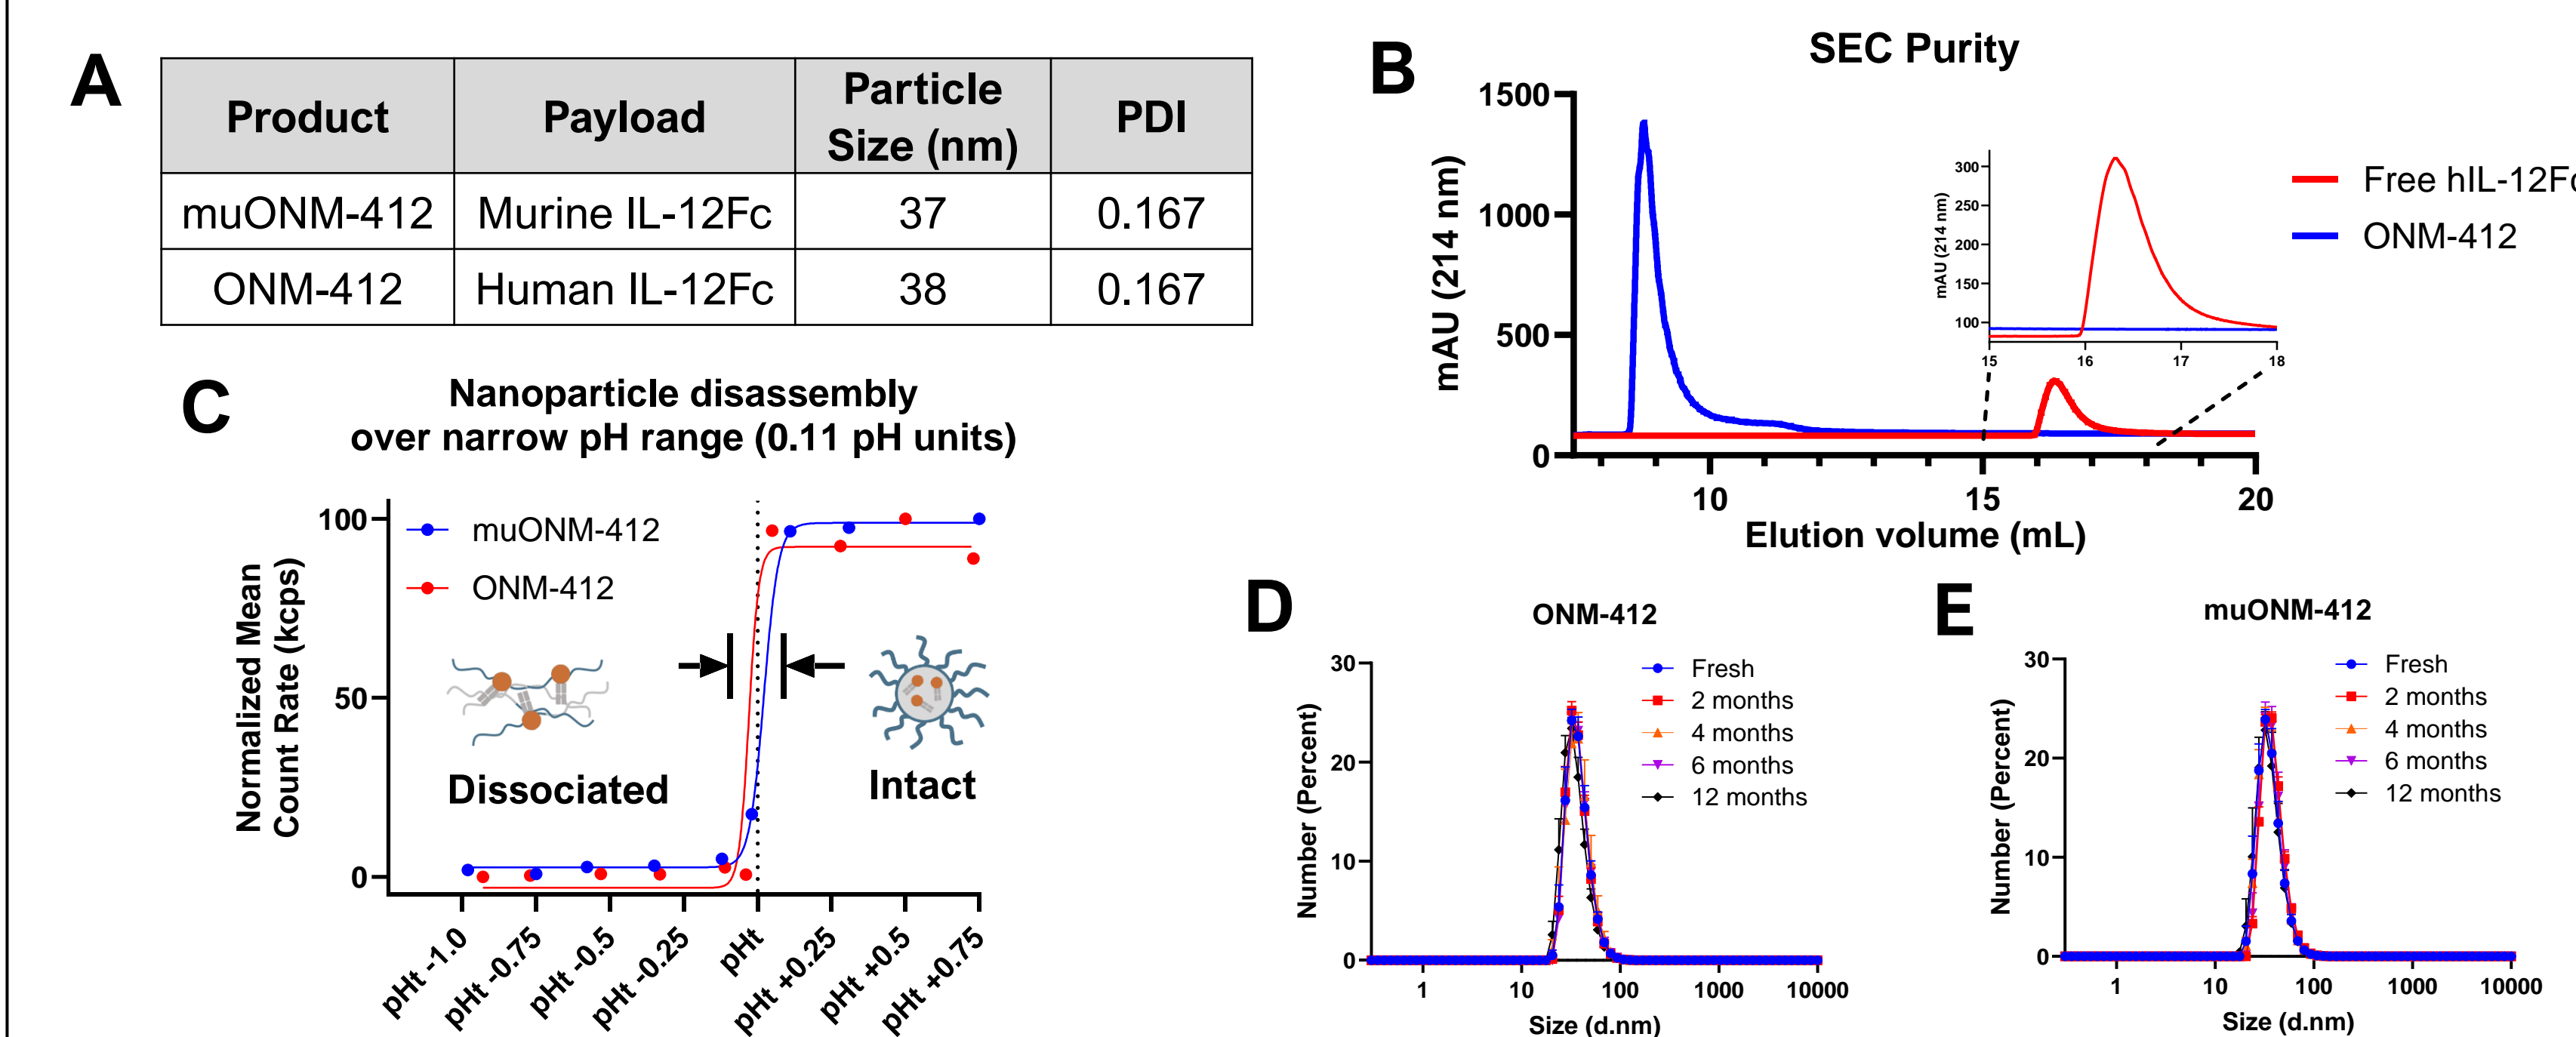 A
Product Payload Particle Size (nm) PDI
muONM-412 Murine IL-12Fc 37 0.167
ONM-412 Human IL-12Fc 38 0.167
B
SEC Purity
mAU (214 nm)
1500
1000
500
0
10 15 20
Elution volume (mL)
mAU (214 nm)
300
250
200
150
100
15 16 17 18
Free hIL-12Fc
ONM-412
C
Nanoparticle disassembly
over narrow pH range (0.11 pH units)
Normalized Mean
Count Rate (kcps)
100
50
0
muONM-412
ONM-412
Dissociated
Intact
pHt -1.0 pHt -0.75 pHt -0.5 pHt -0.25 pHt pHt +0.25 pHt +0.5 pHt +0.75
D
ONM-412
Number (Percent)
30
20
10
0
Fresh
2 months
4 months
6 months
12 months
1 10 100 1000 10000
Size (d.nm)
E
muONM-412
Number (Percent)
30
20
10
0
Fresh
2 months
4 months
6 months
12 months
1 10 100 1000 10000
Size (d.nm)